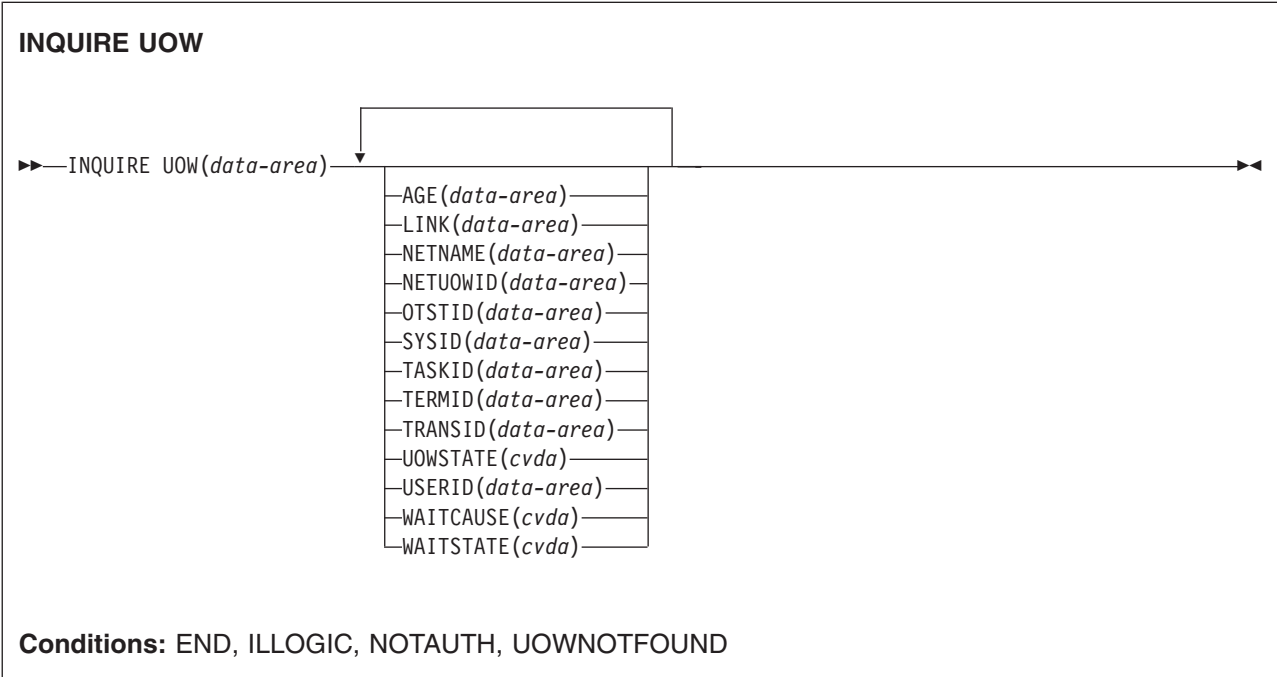 INQUIRE UOW
INQUIRE UOW(data-area)
AGE(data-area)
LINK(data-area)
NETNAME(data-area)
NETUOWID(data-area)
OTSTID(data-area)
SYSID(data-area)
TASKID(data-area)
TERMID(data-area)
TRANSID(data-area)
UOWSTATE(cvda)
USERID(data-area)
WAITCAUSE(cvda)
WAITSTATE(cvda)
Conditions: END, ILLOGIC, NOTAUTH, UOWNOTFOUND